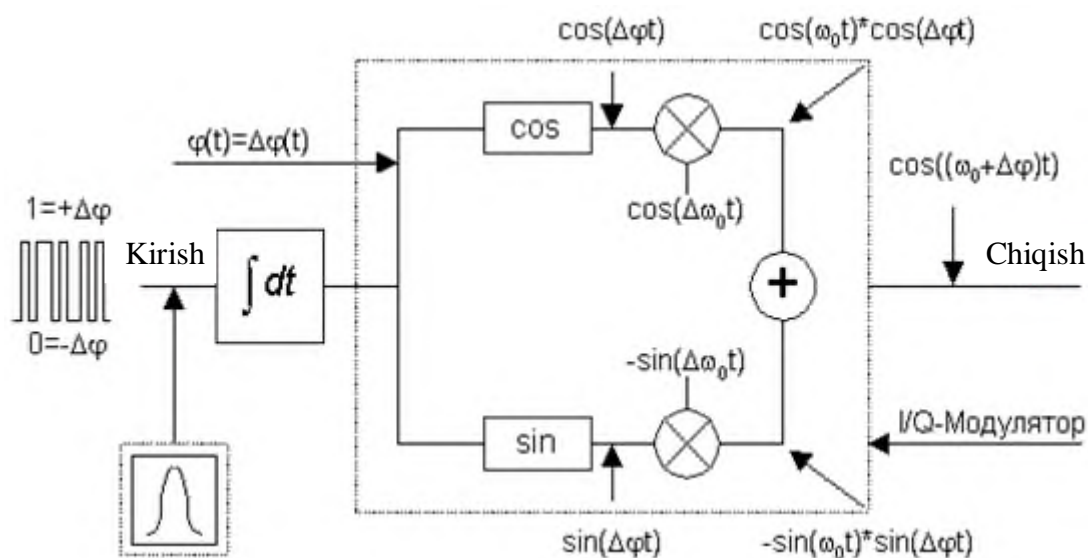 cos(Δφt)
cos(ω₀t)*cos(Δφt)
cos
φ(t)=Δφ(t)
cos((ω₀+Δφ)t)
1=+Δφ
cos(Δω₀t)
Kirish
∫dt
+
Chiqish
0=-Δφ
-sin(Δω₀t)
I/Q-Модулятор
sin
sin(Δφt)
-sin(ω₀t)*sin(Δφt)